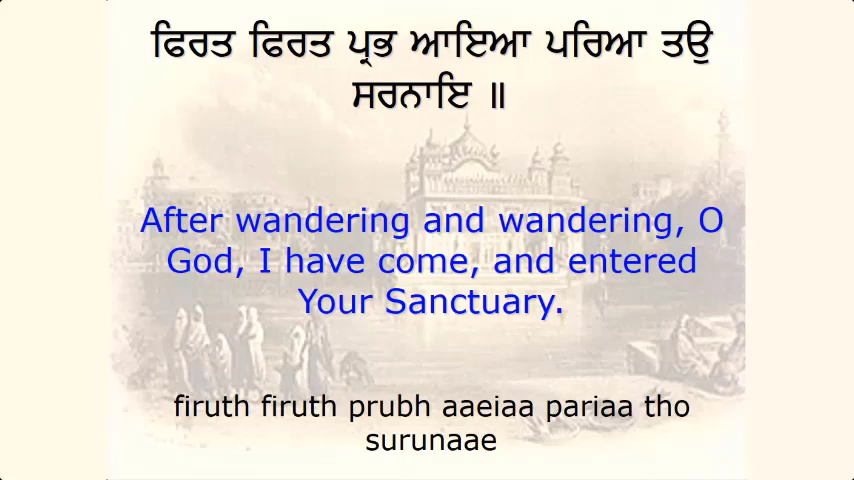 ਫਿਰਤ ਫਿਰਤ ਪ੍ਰਭ ਆਇਆ ਪਰਿਆ ਤਉ
ਸਰਨਾਇ ॥
After wandering and wandering, O
God, I have come, and entered
Your Sanctuary.
firuth firuth prubh aaeiaa pariaa tho
surunaae